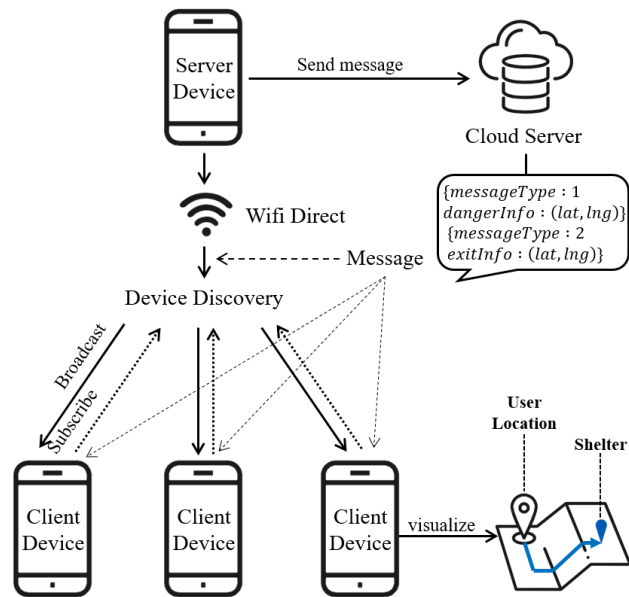 Server
Device
Send message
Cloud Server
{messageType : 1
dangerInfo : (lat, lng)}
{messageType : 2
exitInfo : (lat, lng)}
Wifi Direct
Message
Device Discovery
Broadcast
Subscribe
User
Location
Shelter
Client
Device
Client
Device
Client
Device
visualize